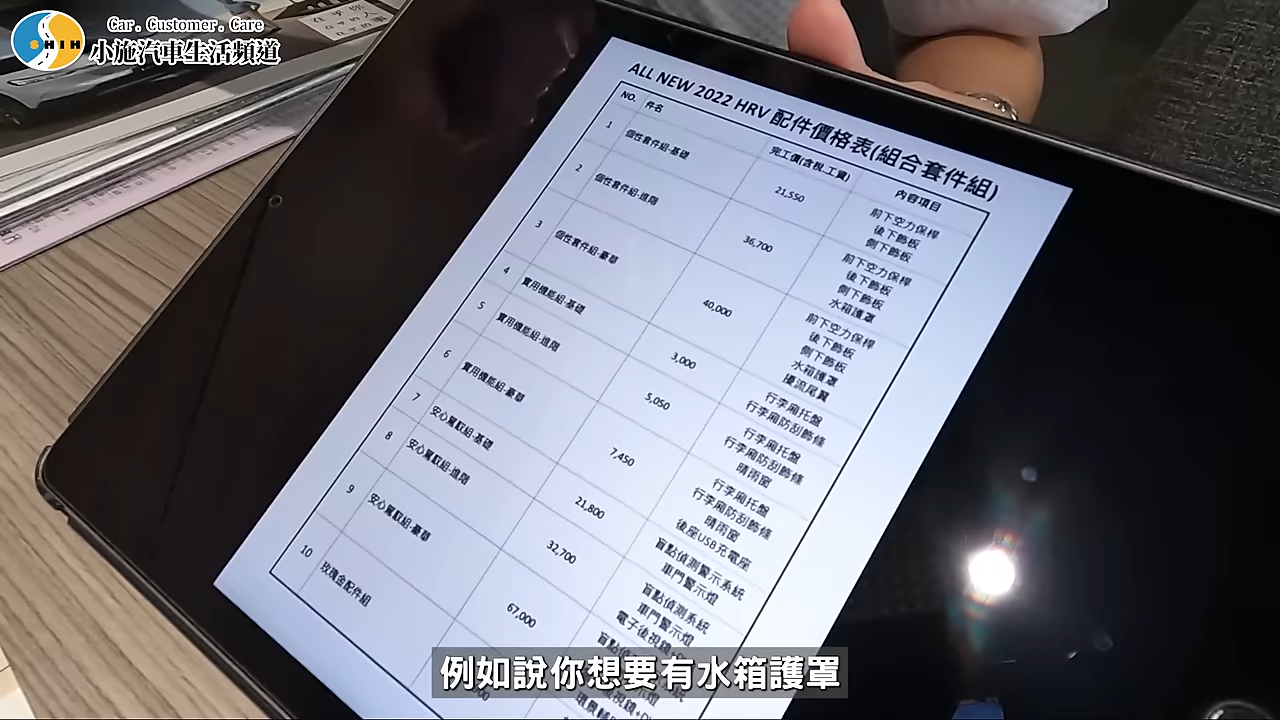 Car. Customer. Care
SHIH
小施汽車生活頻道
ALL NEW 2022 HRV 配件價格表(組合套件組)
NO. 件名 完工價(含稅.工資) 內容項目
1 個性套件組-基礎 21,550 前下空力保桿
後下飾板
側下飾板
2 個性套件組-進階 36,700 前下空力保桿
後下飾板
側下飾板
水箱護罩
3 個性套件組-豪華 40,000 前下空力保桿
後下飾板
側下飾板
水箱護罩
擾流尾翼
4 實用機能組-基礎 3,000 行李廂托盤
行李廂防刮飾條
5 實用機能組-進階 5,050 行李廂托盤
行李廂防刮飾條
晴雨窗
6 實用機能組-豪華 7,450 行李廂托盤
行李廂防刮飾條
晴雨窗
後座USB充電座
7 安心駕馭組-基礎 21,800 盲點偵測警示系統
車門警示燈
8 安心駕馭組-進階 32,700 盲點偵測系統
車門警示燈
電子後視鏡
9 安心駕馭組-豪華 67,000
10 玫瑰金配件組
例如說你想要有水箱護罩